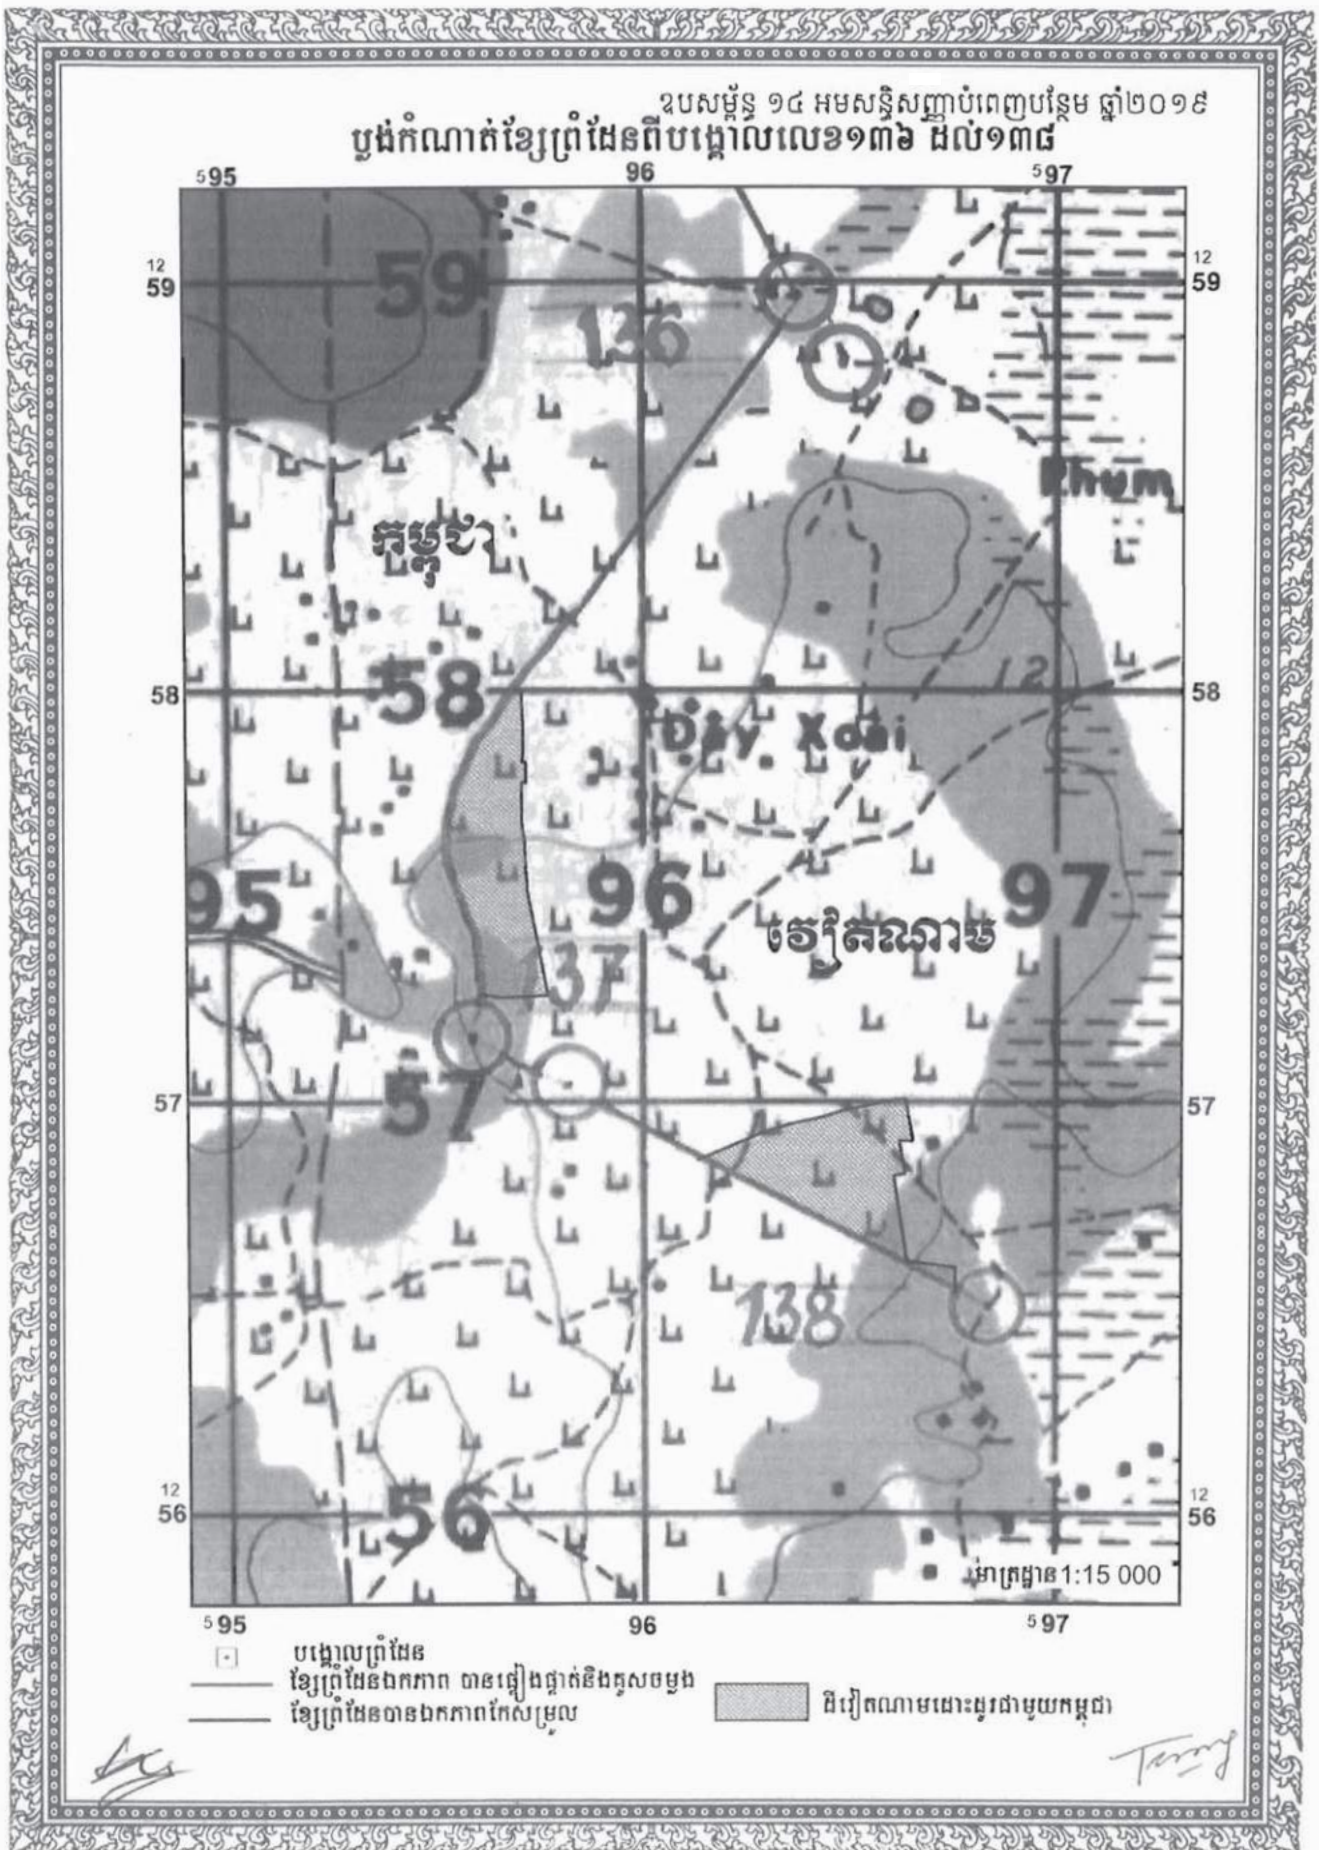 ឧបសម្ព័ន្ធ ១៤ អមសន្ធិសញ្ញាបំពេញបន្ថែម ឆ្នាំ២០១៩
ប្លង់កំណាត់ខ្សែព្រំដែនពីបង្គោលលេខ១៣៦ ដល់១៣៨
⁵95 96 ⁵97
12 59 59 12 59
136
Phum
កម្ពុជា
58 58 58
12
Đây Xoai
95 96 97
វៀតណាម
137
57 57 57
138
12 56 56 12 56
មាត្រដ្ឋាន1:15 000
⁵95 96 ⁵97
បង្គោលព្រំដែន
ខ្សែព្រំដែនឯកភាព បានផ្ទៀងផ្ទាត់និងគូសចម្លង
ខ្សែព្រំដែនបានឯកភាពកែសម្រួល
ដីវៀតណាមដោះដូរជាមួយកម្ពុជា